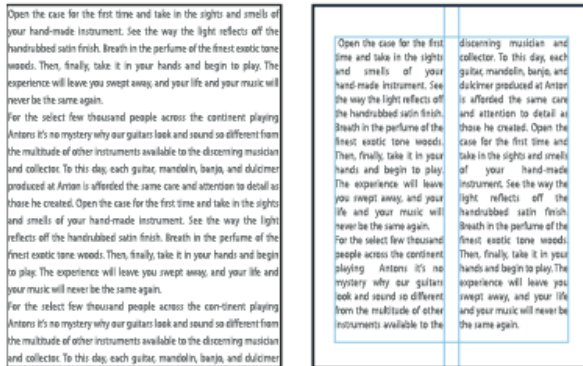 Open the case for the first time and take in the sights and smells of
your hand-made instrument. See the way the light reflects off the
handrubbed satin finish. Breath in the perfume of the finest exotic tone
woods. Then, finally, take it in your hands and begin to play. The
experience will leave you swept away, and your life and your music will
never be the same again.
For the select few thousand people across the continent playing
Antons it's no mystery why our guitars look and sound so different from
the multitude of other instruments available to the discerning musician
and collector. To this day, each guitar, mandolin, banjo, and dulcimer
produced at Anton is afforded the same care and attention to detail as
those he created. Open the case for the first time and take in the sights
and smells of your hand-made instrument. See the way the light
reflects off the handrubbed satin finish. Breath in the perfume of the
finest exotic tone woods. Then, finally, take it in your hands and begin
to play. The experience will leave you swept away, and your life and
your music will never be the same again.
For the select few thousand people across the con-tinent playing
Antons it's no mystery why our guitars look and sound so different from
the multitude of other instruments available to the discerning musician
and collector. To this day, each guitar, mandolin, banjo, and dulcimer
Open the case for the first
time and take in the sights
and smells of your
hand-made instrument. See
the way the light reflects off
the handrubbed satin finish.
Breath in the perfume of the
finest exotic tone woods.
Then, finally, take it in your
hands and begin to play.
The experience will leave
you swept away, and your
life and your music will
never be the same again.
For the select few thousand
people across the continent
playing Antons it's no
mystery why our guitars
look and sound so different
from the multitude of other
instruments available to the
discerning musician and
collector. To this day, each
guitar, mandolin, banjo, and
dulcimer produced at Anton
is afforded the same care
and attention to detail as
those he created. Open the
case for the first time and
take in the sights and smells
of your hand-made
instrument. See the way the
light reflects off the
handrubbed satin finish.
Breath in the perfume of the
finest exotic tone woods.
Then, finally, take it in your
hands and begin to play. The
experience will leave you
swept away, and your life
and your music will never be
the same again.